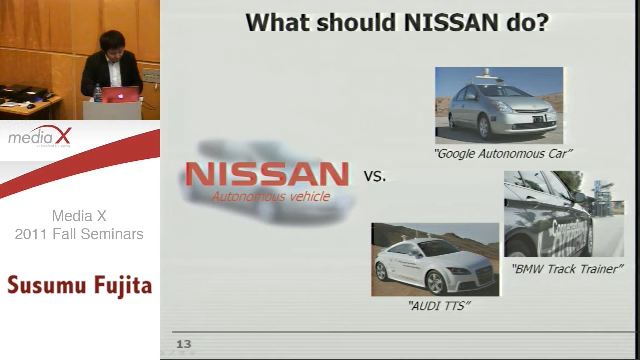 What should NISSAN do?
media X
Media X
2011 Fall Seminars
Susumu Fujita
NISSAN
Autonomous vehicle
vs.
"Google Autonomous Car"
"BMW Track Trainer"
"AUDI TTS"
13